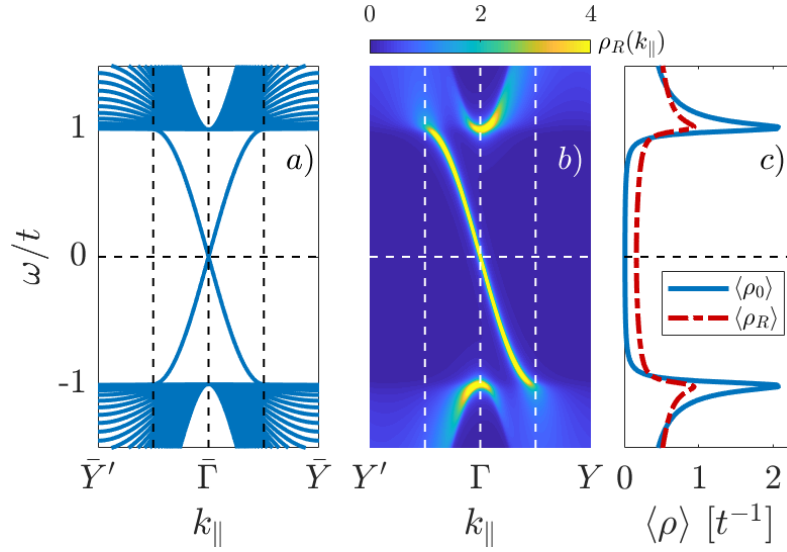 0 2 4
ρ_R(k_∥)
a) b) c)
ω/t
1
0
-1
⟨ρ_0⟩
⟨ρ_R⟩
Ȳ′ Γ̄ Ȳ
Y′ Γ Y
0 1 2
k_∥
k_∥
⟨ρ⟩ [t⁻¹]